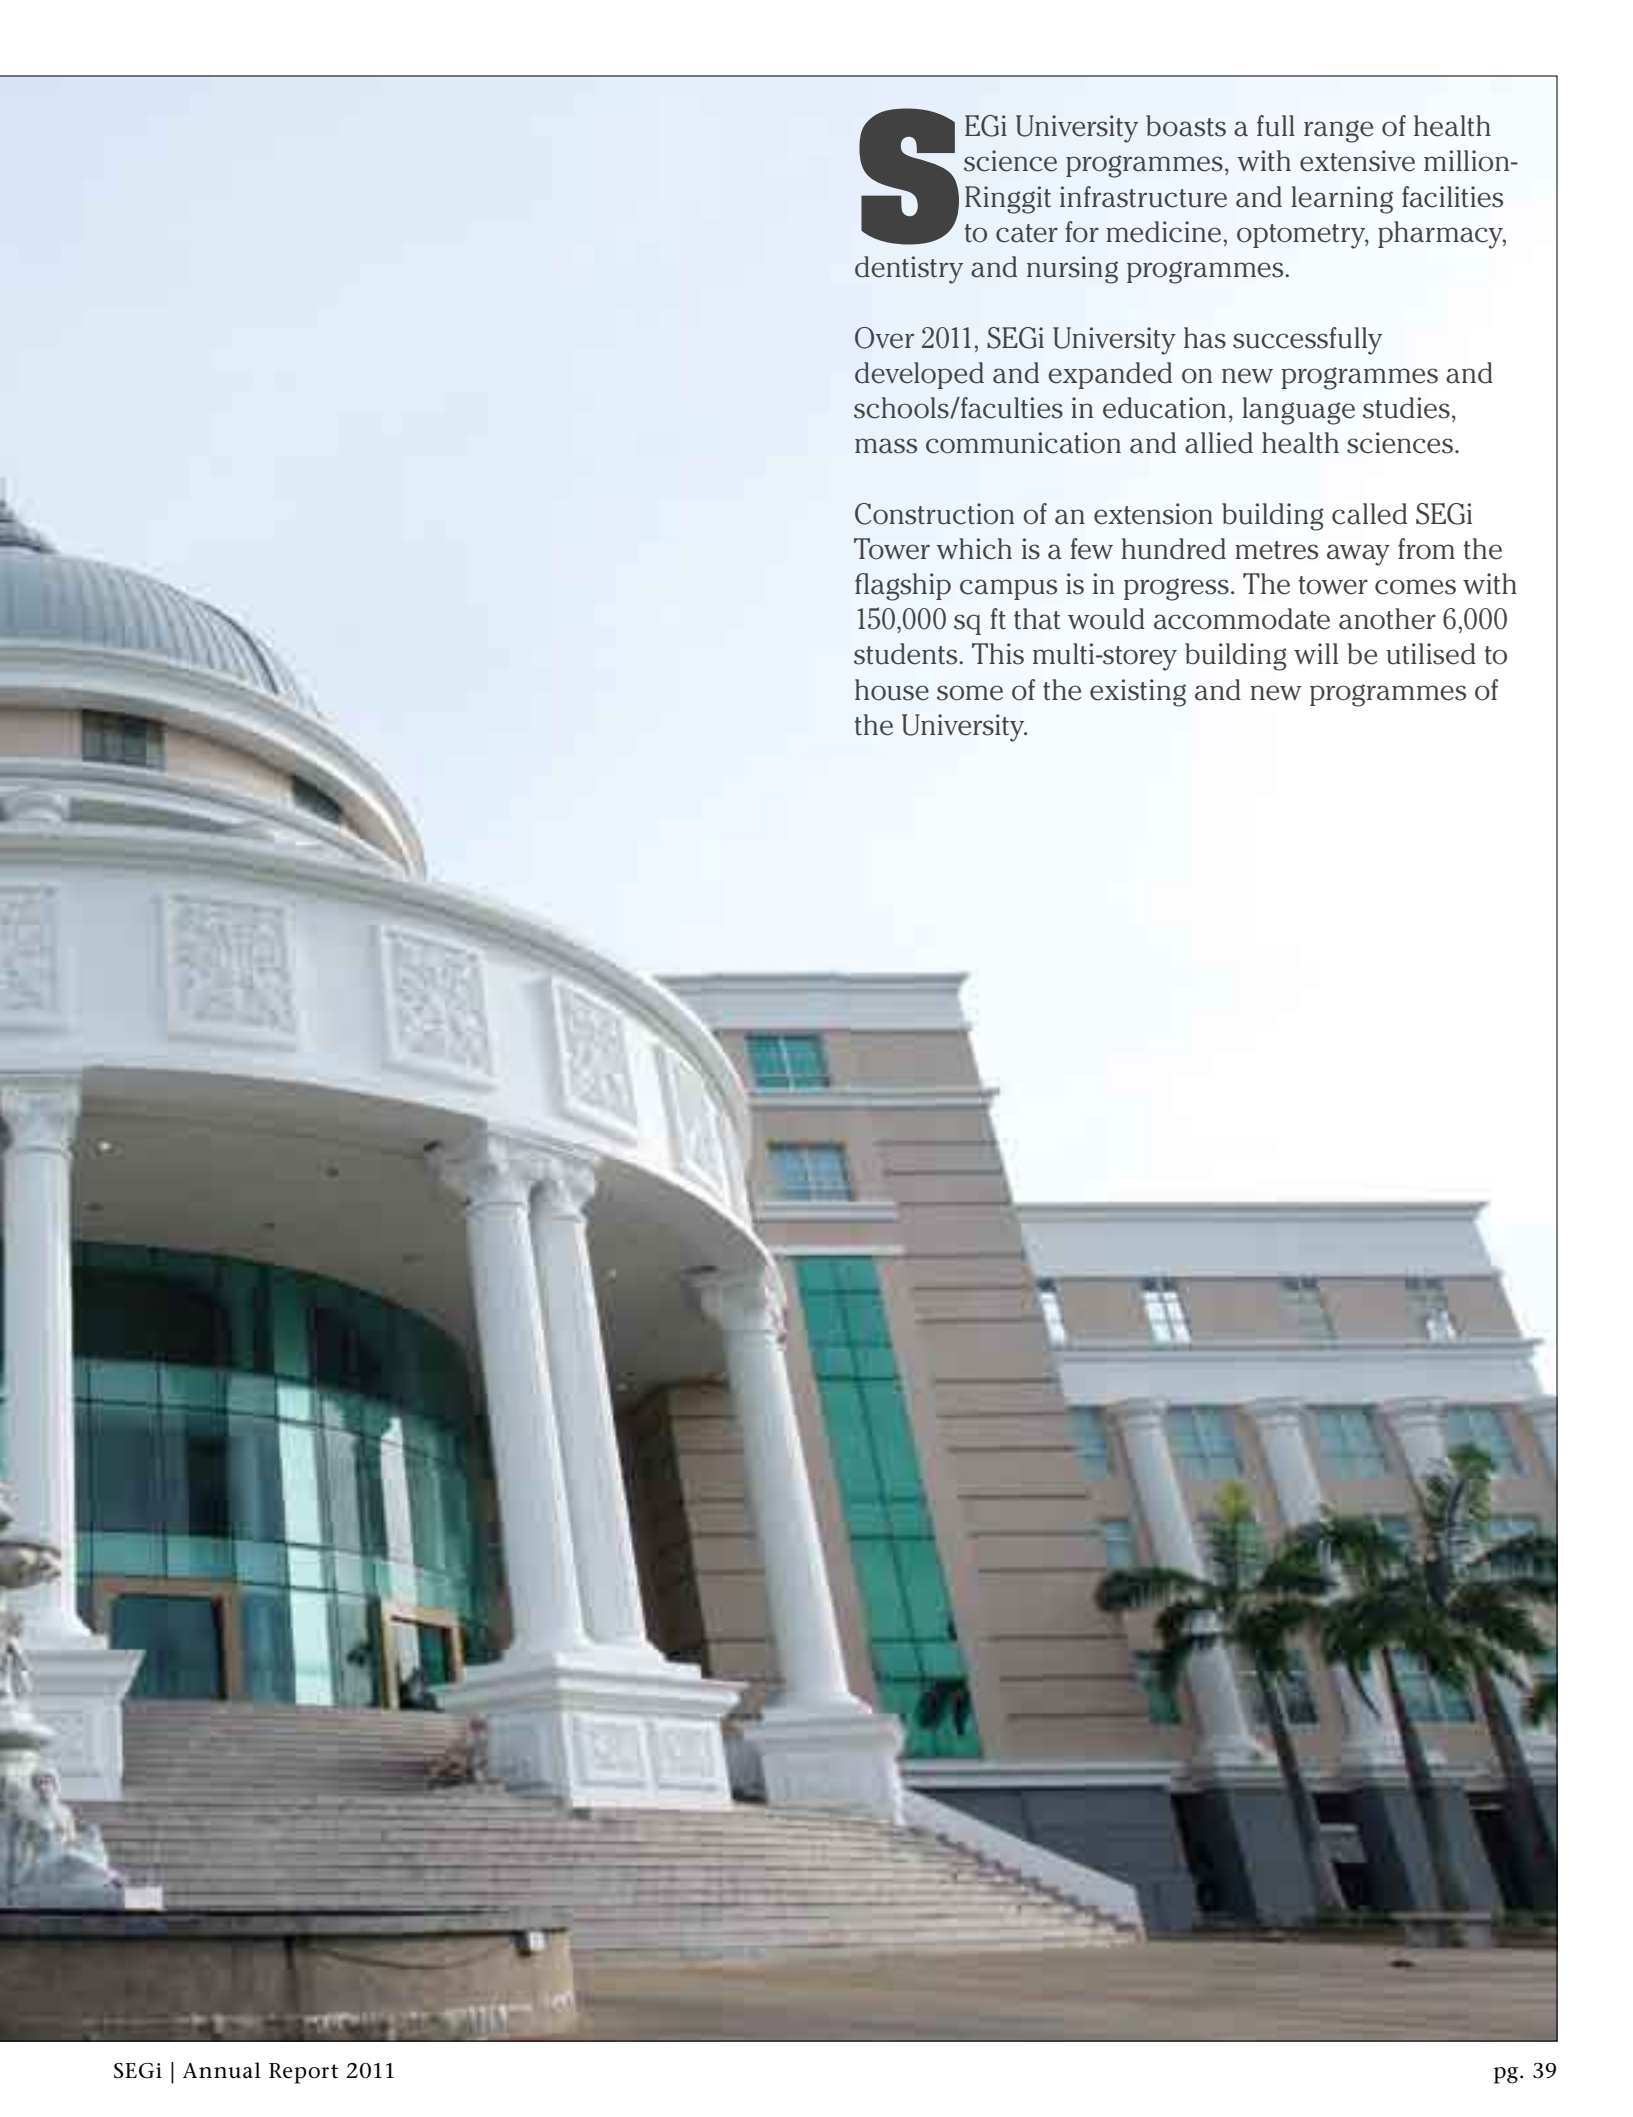 SEGi University boasts a full range of health
science programmes, with extensive million-
Ringgit infrastructure and learning facilities
to cater for medicine, optometry, pharmacy,
dentistry and nursing programmes.
Over 2011, SEGi University has successfully
developed and expanded on new programmes and
schools/faculties in education, language studies,
mass communication and allied health sciences.
Construction of an extension building called SEGi
Tower which is a few hundred metres away from the
flagship campus is in progress. The tower comes with
150,000 sq ft that would accommodate another 6,000
students. This multi-storey building will be utilised to
house some of the existing and new programmes of
the University.
SEGi | Annual Report 2011
pg. 39